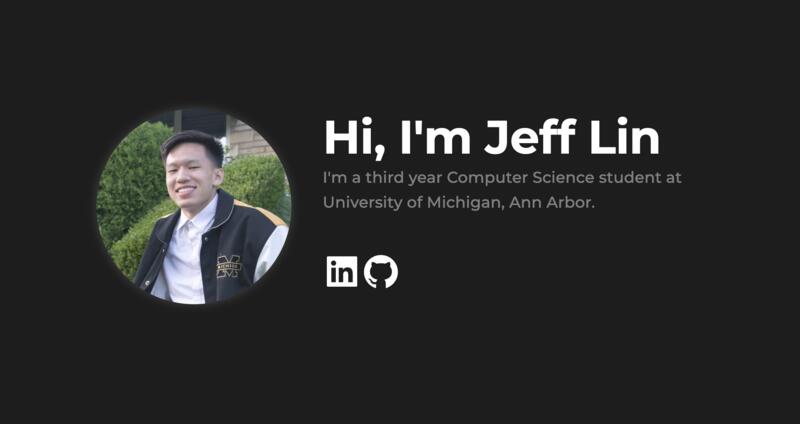 Hi, I'm Jeff Lin
I'm a third year Computer Science student at
University of Michigan, Ann Arbor.
in